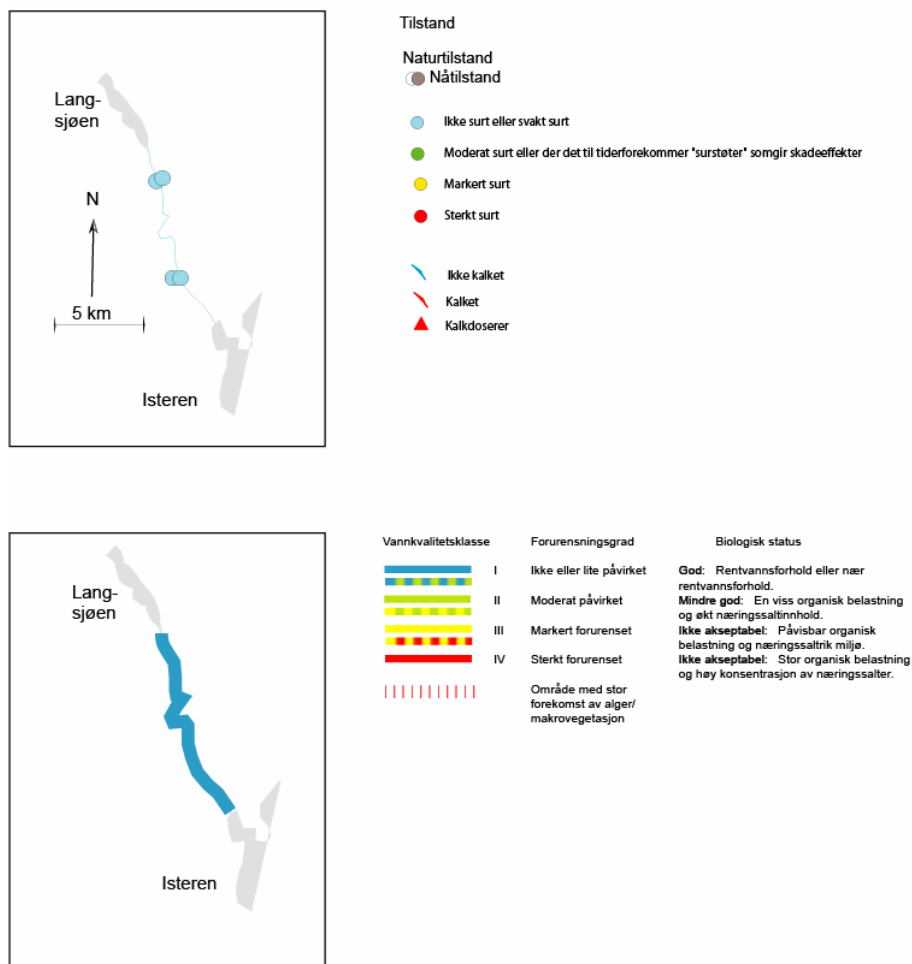 Tilstand
Naturtilstand
Nåtilstand
Lang-
sjøen
Ikke surt eller svakt surt
Moderat surt eller der det til tiderforekommer "surstøter" somgir skadeeffekter
Markert surt
N
Sterkt surt
Ikke kalket
Kalket
5 km
Kalkdoserer
Isteren
Vannkvalitetsklasse Forurensningsgrad Biologisk status
I Ikke eller lite påvirket God: Rentvannsforhold eller nær
rentvannsforhold.
Lang-
sjøen
II Moderat påvirket Mindre god: En viss organisk belastning
og økt næringssaltinnhold.
III Markert forurenset Ikke akseptabel: Påvisbar organisk
belastning og næringssaltrik miljø.
IV Sterkt forurenset Ikke akseptabel: Stor organisk belastning
og høy konsentrasjon av næringssalter.
Område med stor
forekomst av alger/
makrovegetasjon
Isteren